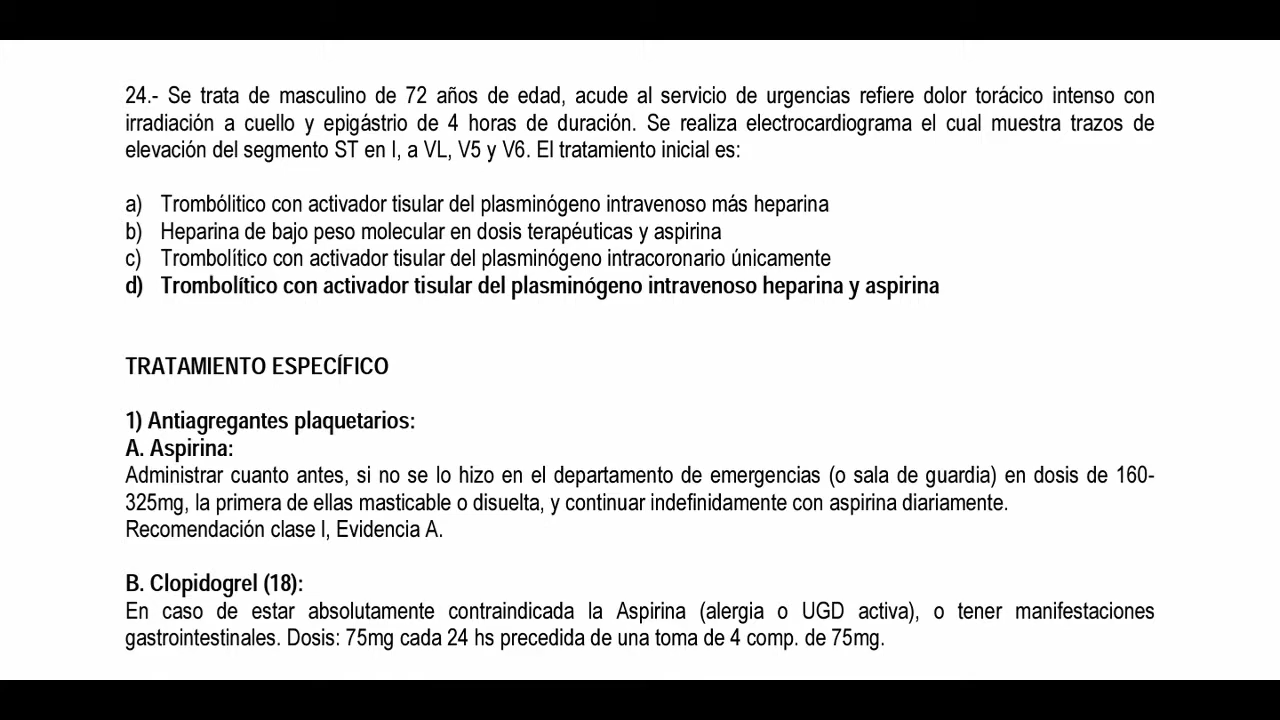 24.- Se trata de masculino de 72 años de edad, acude al servicio de urgencias refiere dolor torácico intenso con
irradiación a cuello y epigástrio de 4 horas de duración. Se realiza electrocardiograma el cual muestra trazos de
elevación del segmento ST en I, a VL, V5 y V6. El tratamiento inicial es:
a) Trombólitico con activador tisular del plasminógeno intravenoso más heparina
b) Heparina de bajo peso molecular en dosis terapéuticas y aspirina
c) Trombolítico con activador tisular del plasminógeno intracoronario únicamente
d) Trombolítico con activador tisular del plasminógeno intravenoso heparina y aspirina
TRATAMIENTO ESPECÍFICO
1) Antiagregantes plaquetarios:
A. Aspirina:
Administrar cuanto antes, si no se lo hizo en el departamento de emergencias (o sala de guardia) en dosis de 160-
325mg, la primera de ellas masticable o disuelta, y continuar indefinidamente con aspirina diariamente.
Recomendación clase I, Evidencia A.
B. Clopidogrel (18):
En caso de estar absolutamente contraindicada la Aspirina (alergia o UGD activa), o tener manifestaciones
gastrointestinales. Dosis: 75mg cada 24 hs precedida de una toma de 4 comp. de 75mg.